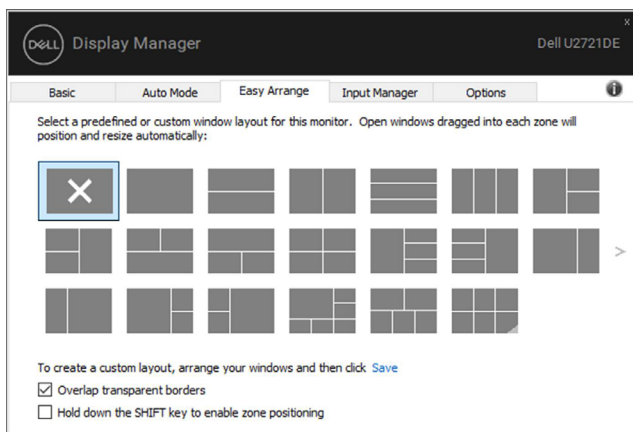 x
DELL Display Manager Dell U2721DE
Basic Auto Mode Easy Arrange Input Manager Options
Select a predefined or custom window layout for this monitor. Open windows dragged into each zone will
position and resize automatically:
To create a custom layout, arrange your windows and then click Save
Overlap transparent borders
Hold down the SHIFT key to enable zone positioning